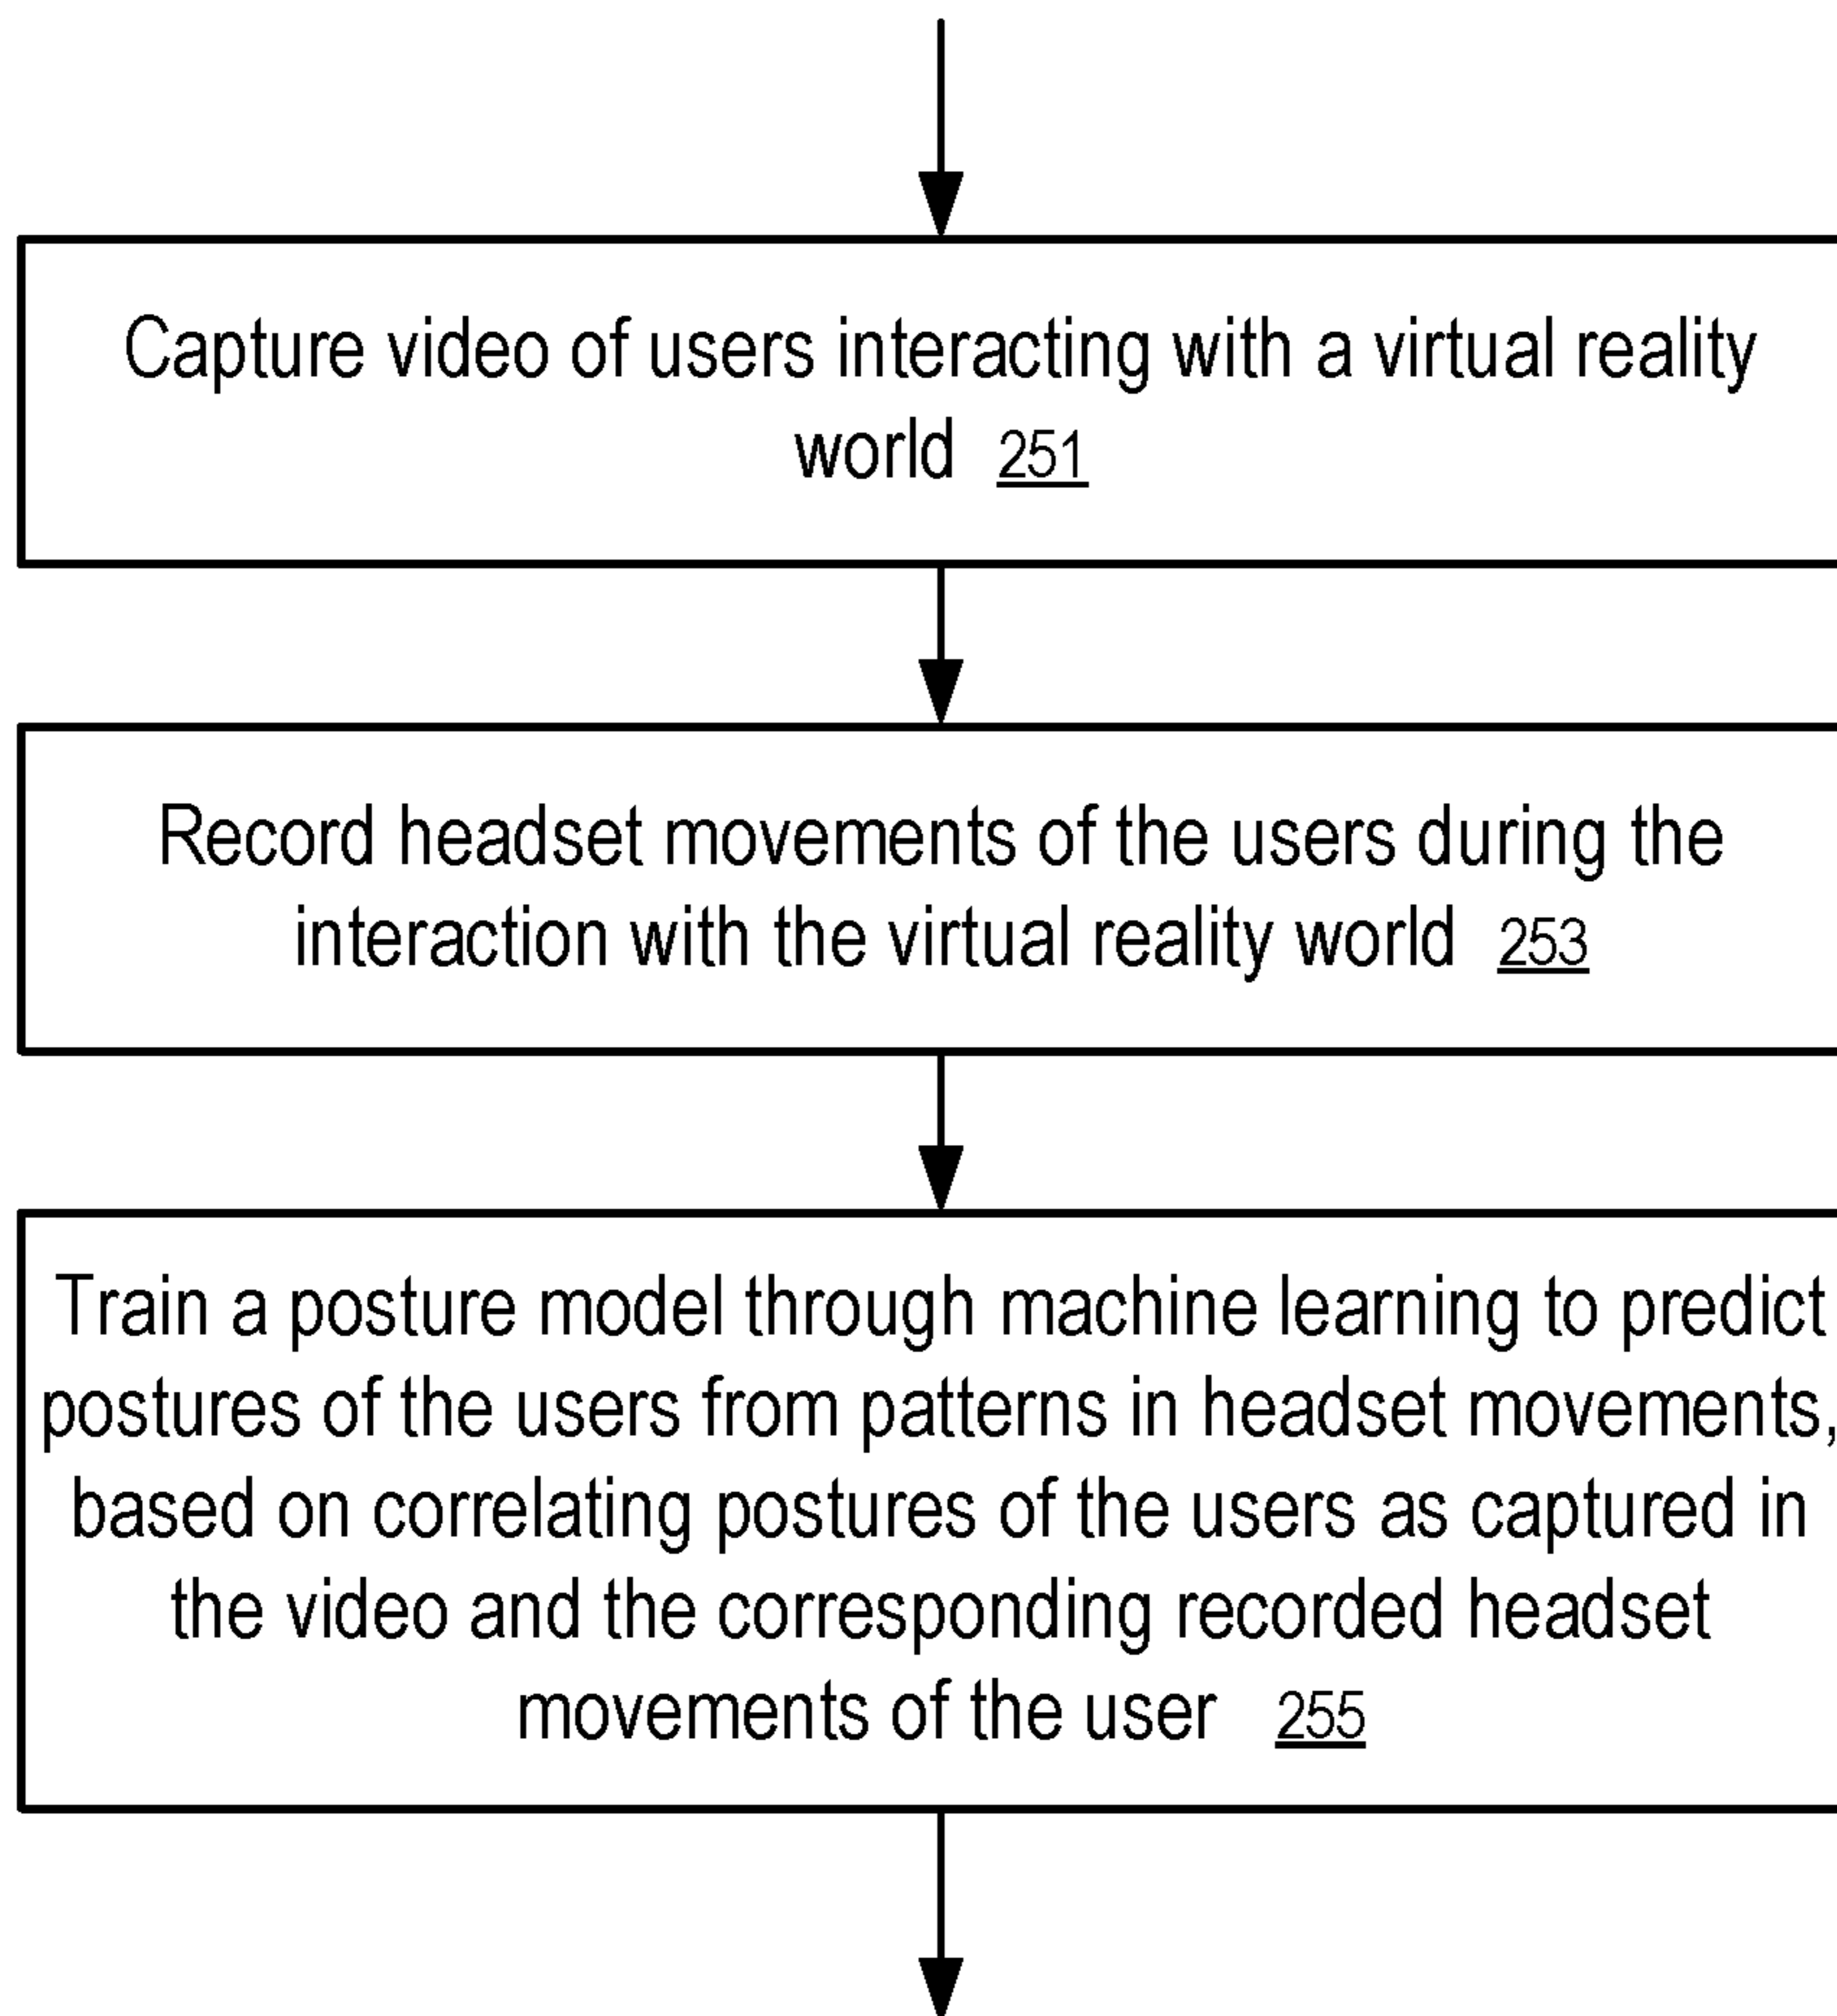 Capture video of users interacting with a virtual reality
world 251
Record headset movements of the users during the
interaction with the virtual reality world 253
Train a posture model through machine learning to predict
postures of the users from patterns in headset movements,
based on correlating postures of the users as captured in
the video and the corresponding recorded headset
movements of the user 255